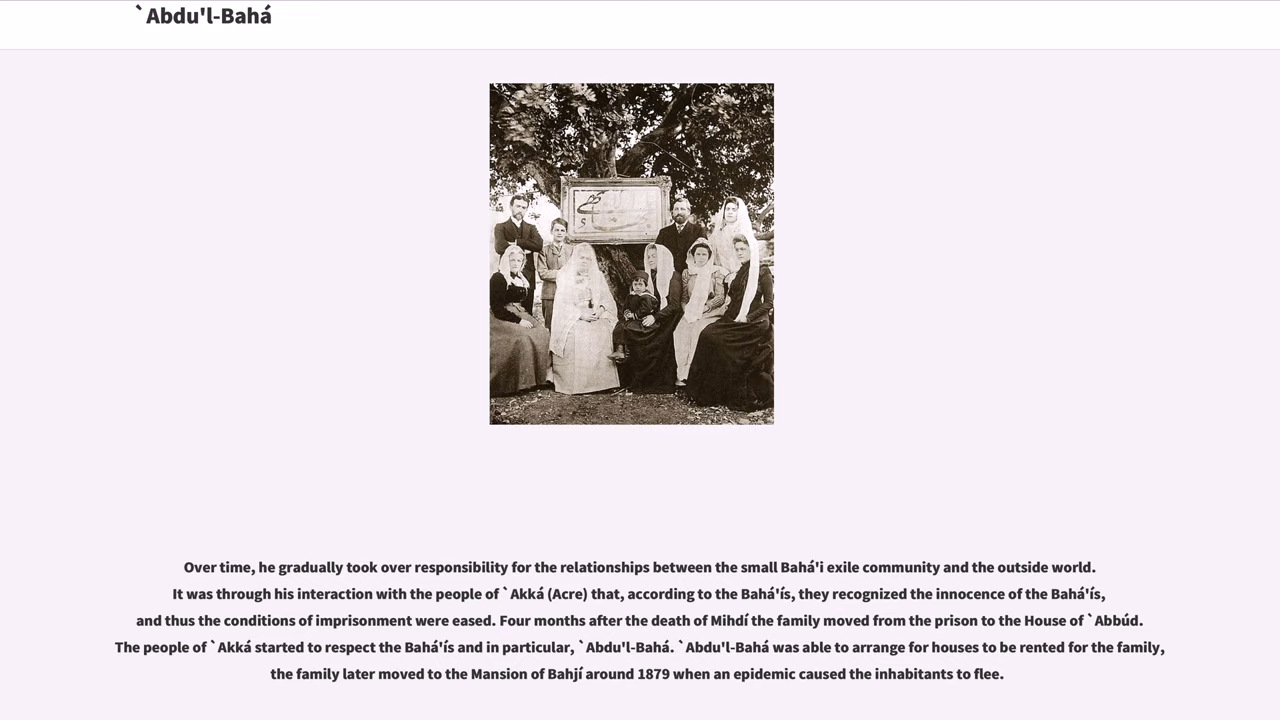 `Abdu'l-Bahá
Over time, he gradually took over responsibility for the relationships between the small Bahá'i exile community and the outside world.
It was through his interaction with the people of `Akká (Acre) that, according to the Bahá'ís, they recognized the innocence of the Bahá'ís,
and thus the conditions of imprisonment were eased. Four months after the death of Mihdí the family moved from the prison to the House of `Abbúd.
The people of `Akká started to respect the Bahá'ís and in particular, `Abdu'l-Bahá. `Abdu'l-Bahá was able to arrange for houses to be rented for the family,
the family later moved to the Mansion of Bahjí around 1879 when an epidemic caused the inhabitants to flee.